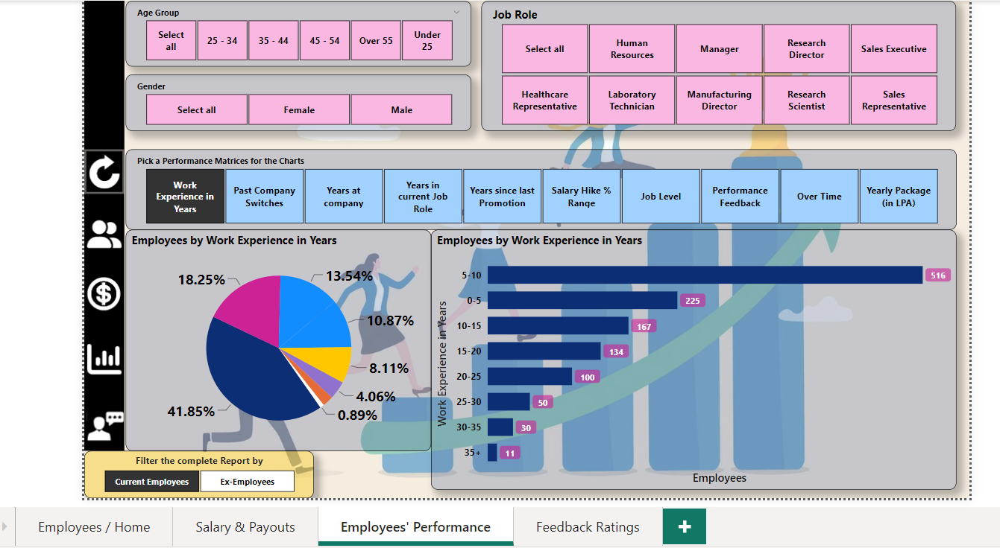 Age Group
Select
all
25 - 34
35 - 44
45 - 54
Over 55
Under
25
Gender
Select all
Female
Male
Job Role
Select all
Human
Resources
Manager
Research
Director
Sales Executive
Healthcare
Representative
Laboratory
Technician
Manufacturing
Director
Research
Scientist
Sales
Representative
Pick a Performance Matrices for the Charts
Work
Experience in
Years
Past Company
Switches
Years at
company
Years in
current Job
Role
Years since last
Promotion
Salary Hike %
Range
Job Level
Performance
Feedback
Over Time
Yearly Package
(in LPA)
Employees by Work Experience in Years
18.25%
13.54%
10.87%
8.11%
4.06%
0.89%
41.85%
Employees by Work Experience in Years
Work Experience in Years
5-10
516
0-5
225
10-15
167
15-20
134
20-25
100
25-30
50
30-35
30
35+
11
Employees
Filter the complete Report by
Current Employees
Ex-Employees
Employees / Home
Salary & Payouts
Employees' Performance
Feedback Ratings